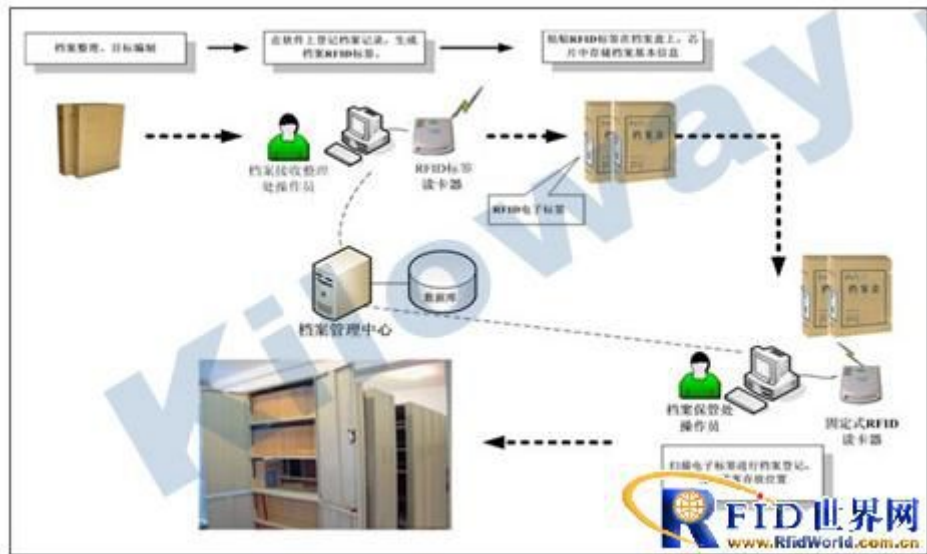 档案整理、目标编制
在软件上登记档案记录，生成
档案RFID标签。
粘贴RFID标签在档案盒上，芯
片中存储档案基本信息
档案接收整理
处操作员
RFID标签
读卡器
档案盒
RFID电子标签
档案管理中心
数据库
档案盒
档案保管处
操作员
固定式RFID
读卡器
扫描电子标签进行档案登记，
存放位置
Kiloway
RFID世界网
www.RfidWorld.com.cn